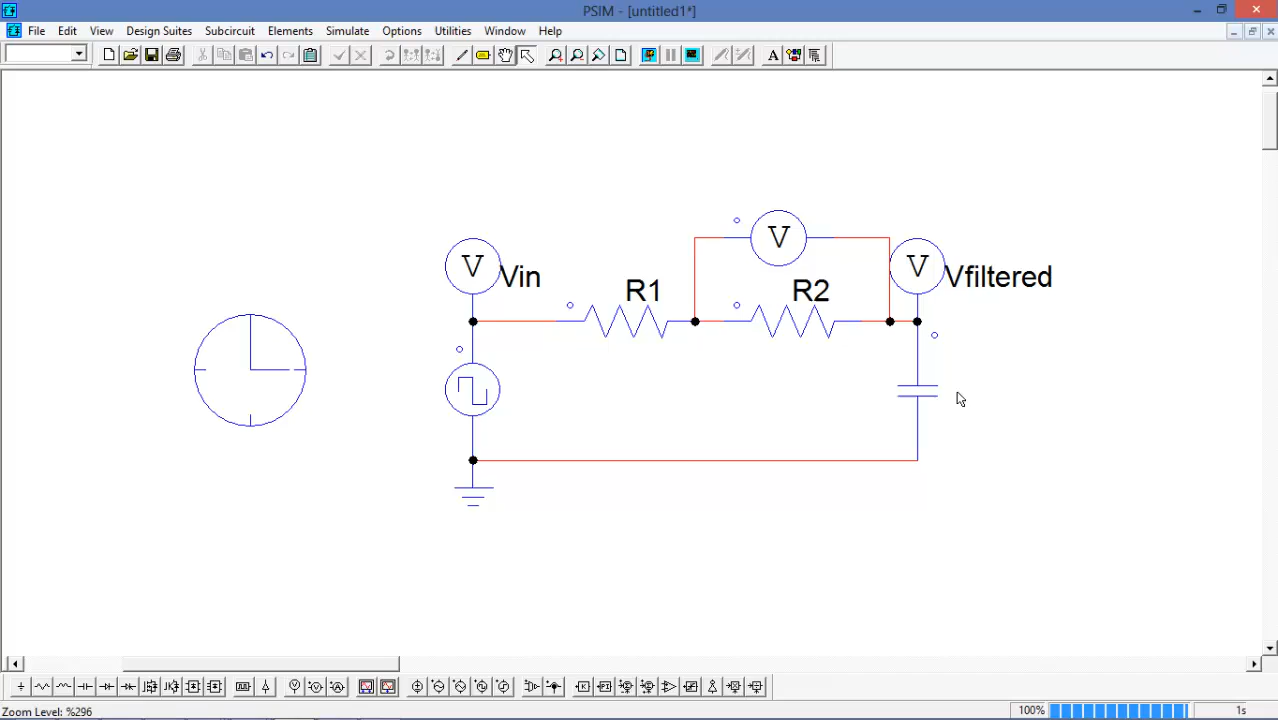 PSIM - [untitled1*]
File Edit View Design Suites Subcircuit Elements Simulate Options Utilities Window Help
A
V
V Vin
V Vfiltered
R1
R2
Zoom Level: %296
100%
1s